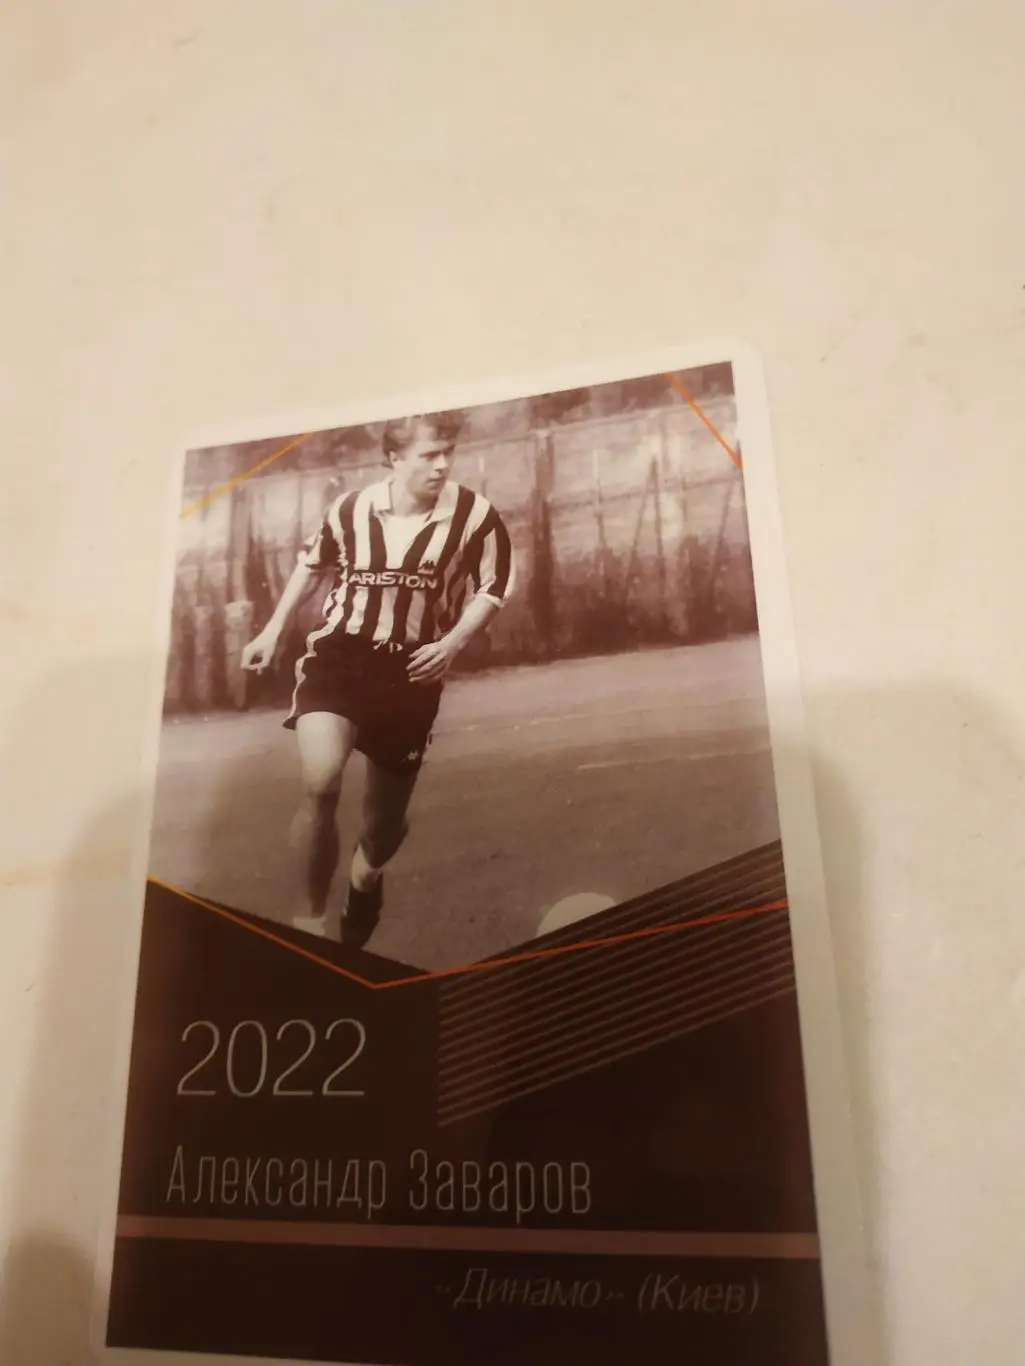 ARISTON
2022
Александр Заваров
«Динамо» (Киев)